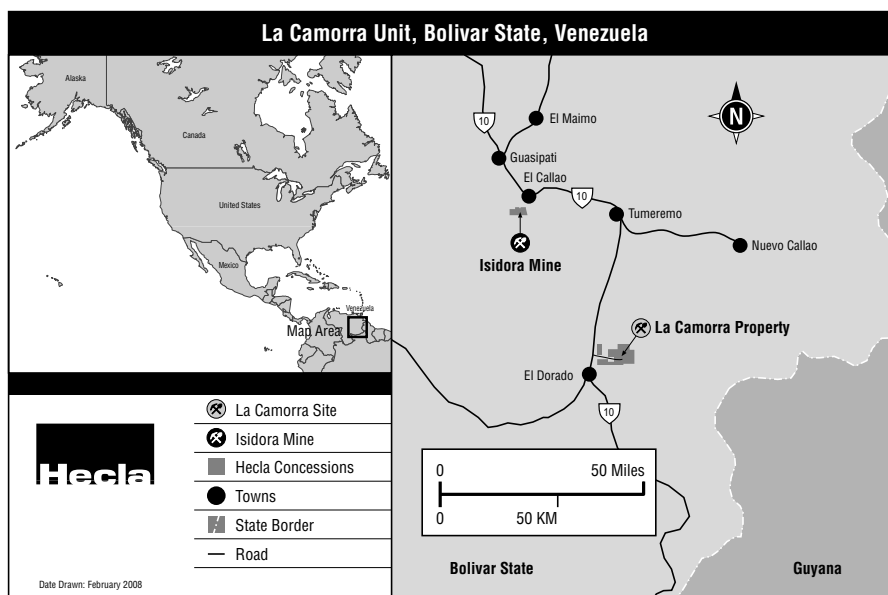 La Camorra Unit, Bolivar State, Venezuela
Alaska
Canada
United States
Mexico
Venezuela
Map Area
10
El Maimo
Guasipati
El Callao
10
Tumeremo
Nuevo Callao
Isidora Mine
La Camorra Property
El Dorado
10
N
0 50 Miles
0 50 KM
Bolivar State
Guyana
Hecla
La Camorra Site
Isidora Mine
Hecla Concessions
Towns
State Border
Road
Date Drawn: February 2008